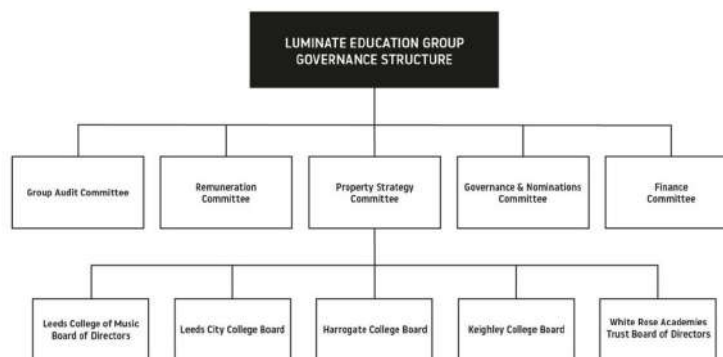 LUMINATE EDUCATION GROUP
GOVERNANCE STRUCTURE
Group Audit Committee
Remuneration
Committee
Property Strategy
Committee
Governance & Nominations
Committee
Finance
Committee
Leeds College of Music
Board of Directors
Leeds City College Board
Harrogate College Board
Keighley College Board
White Rose Academies
Trust Board of Directors